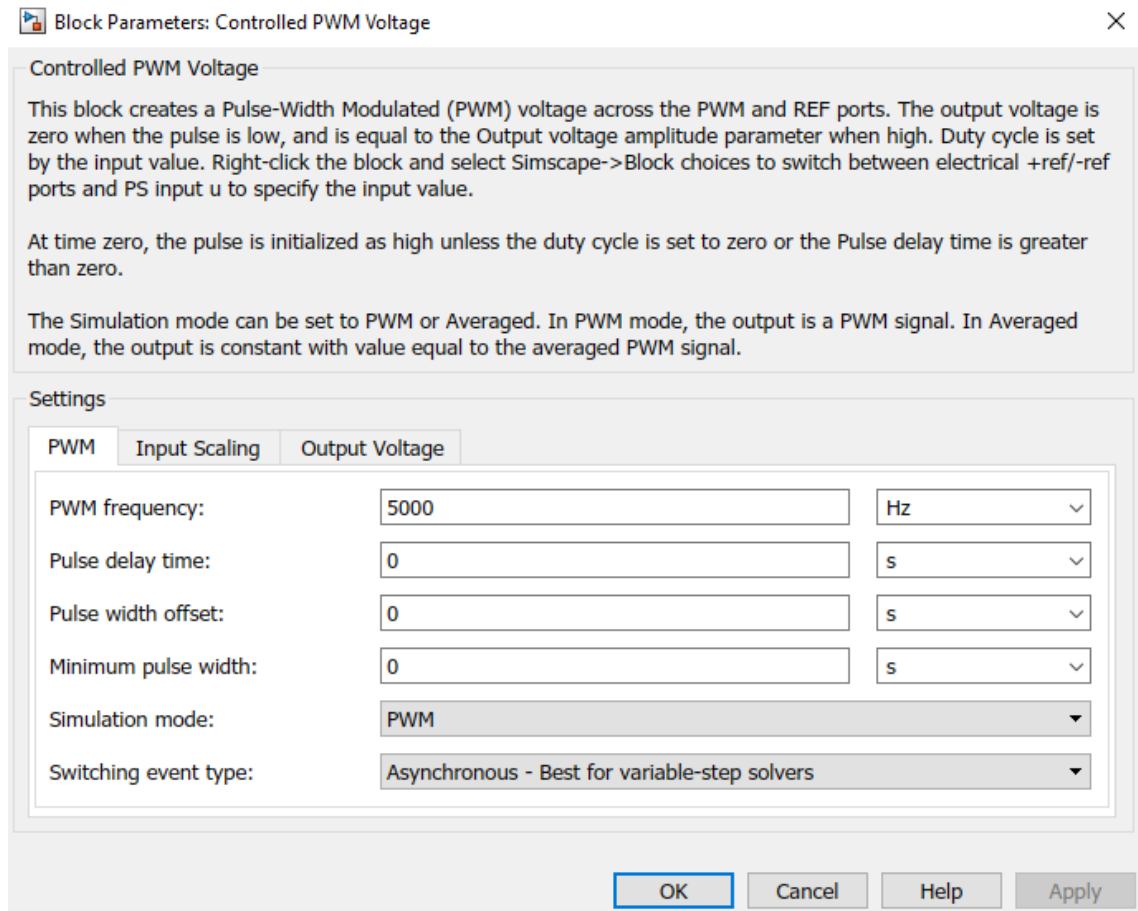 Block Parameters: Controlled PWM Voltage
Controlled PWM Voltage
This block creates a Pulse-Width Modulated (PWM) voltage across the PWM and REF ports. The output voltage is
zero when the pulse is low, and is equal to the Output voltage amplitude parameter when high. Duty cycle is set
by the input value. Right-click the block and select Simscape->Block choices to switch between electrical +ref/-ref
ports and PS input u to specify the input value.
At time zero, the pulse is initialized as high unless the duty cycle is set to zero or the Pulse delay time is greater
than zero.
The Simulation mode can be set to PWM or Averaged. In PWM mode, the output is a PWM signal. In Averaged
mode, the output is constant with value equal to the averaged PWM signal.
Settings
PWM Input Scaling Output Voltage
PWM frequency: 5000 Hz
Pulse delay time: 0 s
Pulse width offset: 0 s
Minimum pulse width: 0 s
Simulation mode: PWM
Switching event type: Asynchronous - Best for variable-step solvers
OK Cancel Help Apply